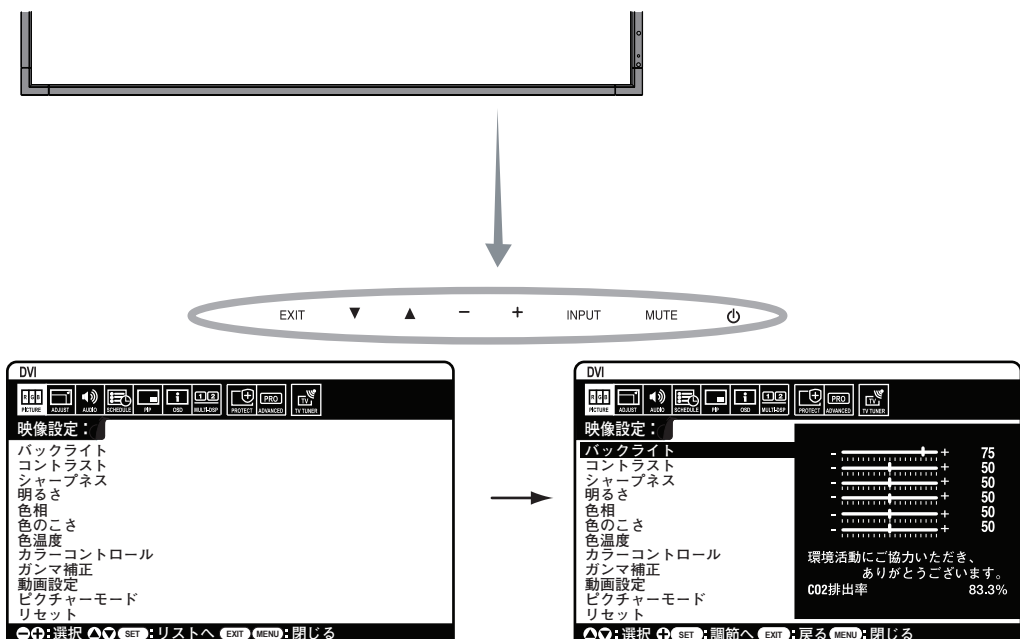 EXIT ▼ ▲ − + INPUT MUTE
DVI
RGB PICTURE ADJUST AUDIO SCHEDULE PIP OSD MULTI-DSP PROTECT PRO ADVANCED TV TV TUNER
映像設定：
バックライト
コントラスト
シャープネス
明るさ
色相
色のこさ
色温度
カラーコントロール
ガンマ補正
動画設定
ピクチャーモード
リセット
:選択 SET :リストへ EXIT MENU :閉じる
DVI
RGB PICTURE ADJUST AUDIO SCHEDULE PIP OSD MULTI-DSP PROTECT PRO ADVANCED TV TV TUNER
映像設定：
バックライト
コントラスト
シャープネス
明るさ
色相
色のこさ
色温度
カラーコントロール
ガンマ補正
動画設定
ピクチャーモード
リセット
- + 75
- + 50
- + 50
- + 50
- + 50
- + 50
環境活動にご協力いただき、
ありがとうございます。
CO2排出率 83.3%
:選択 SET :調節へ EXIT :戻る MENU :閉じる